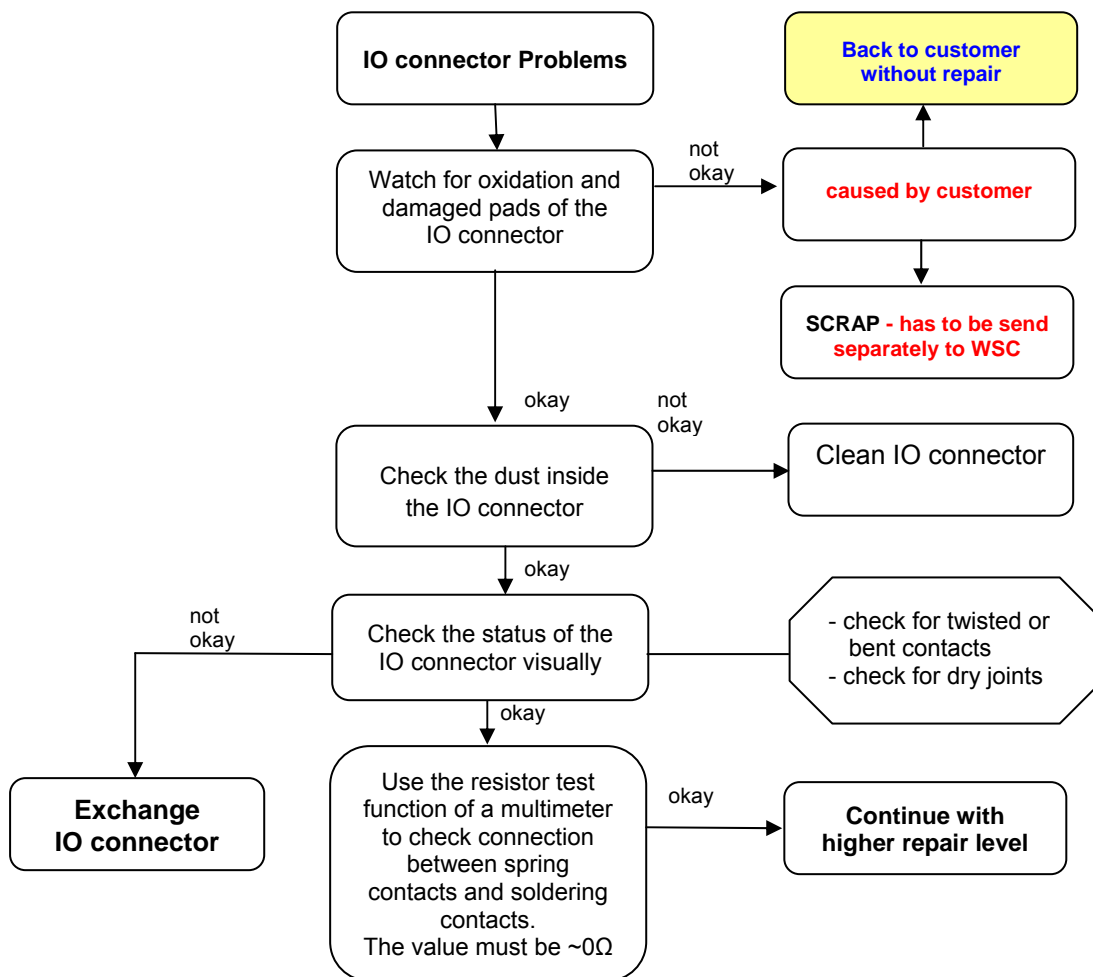 IO connector Problems
Back to customer
without repair
not
okay
Watch for oxidation and
damaged pads of the
IO connector
caused by customer
SCRAP - has to be send
separately to WSC
okay
not
okay
Check the dust inside
the IO connector
Clean IO connector
okay
not
okay
Check the status of the
IO connector visually
- check for twisted or
bent contacts
- check for dry joints
okay
Exchange
IO connector
Use the resistor test
function of a multimeter
to check connection
between spring
contacts and soldering
contacts.
The value must be ~0Ω
okay
Continue with
higher repair level